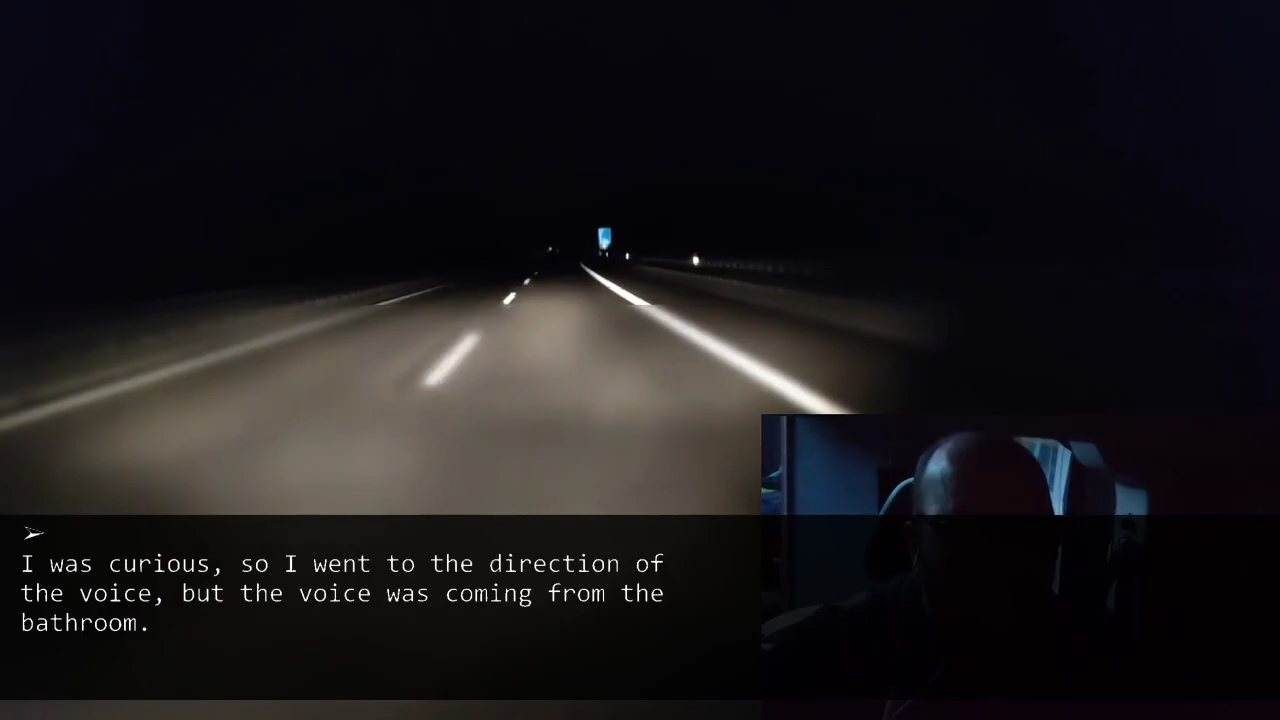 I was curious, so I went to the direction of
the voice, but the voice was coming from the
bathroom.